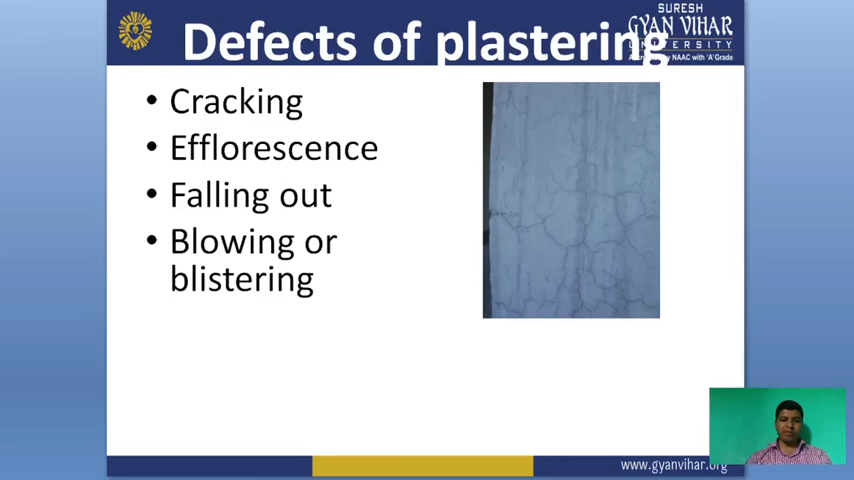 SURESH
GYAN VIHAR
UNIVERSITY
by NAAC with 'A' Grade
Defects of plastering
• Cracking
• Efflorescence
• Falling out
• Blowing or
blistering
www.gyanvihar.org